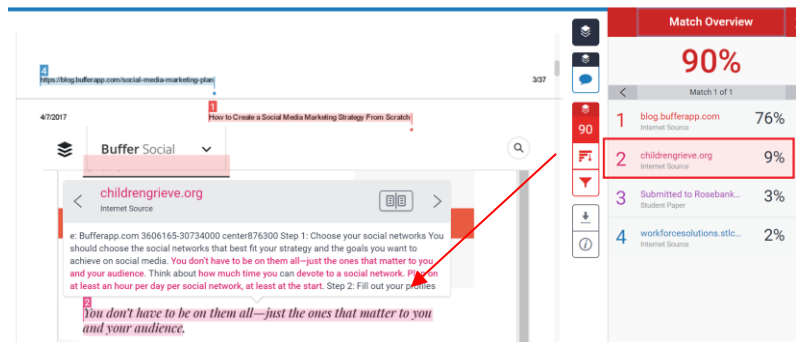 4
https://blog.bufferapp.com/social-media-marketing-plan
3/37
4/7/2017
1
How to Create a Social Media Marketing Strategy From Scratch
Buffer Social
childrengrieve.org
Internet Source
e: Bufferapp.com 3606165-30734000 center876300 Step 1: Choose your social networks You
should choose the social networks that best fit your strategy and the goals you want to
achieve on social media. You don't have to be on them all—just the ones that matter to you
and your audience. Think about how much time you can devote to a social network. Plan on
at least an hour per day per social network, at least at the start. Step 2: Fill out your profiles
2
You don't have to be on them all—just the ones that matter to you
and your audience.
90
Match Overview
90%
Match 1 of 1
1 blog.bufferapp.com 76%
Internet Source
2 childrengrieve.org 9%
Internet Source
3 Submitted to Rosebank... 3%
Student Paper
4 workforcesolutions.stlc... 2%
Internet Source